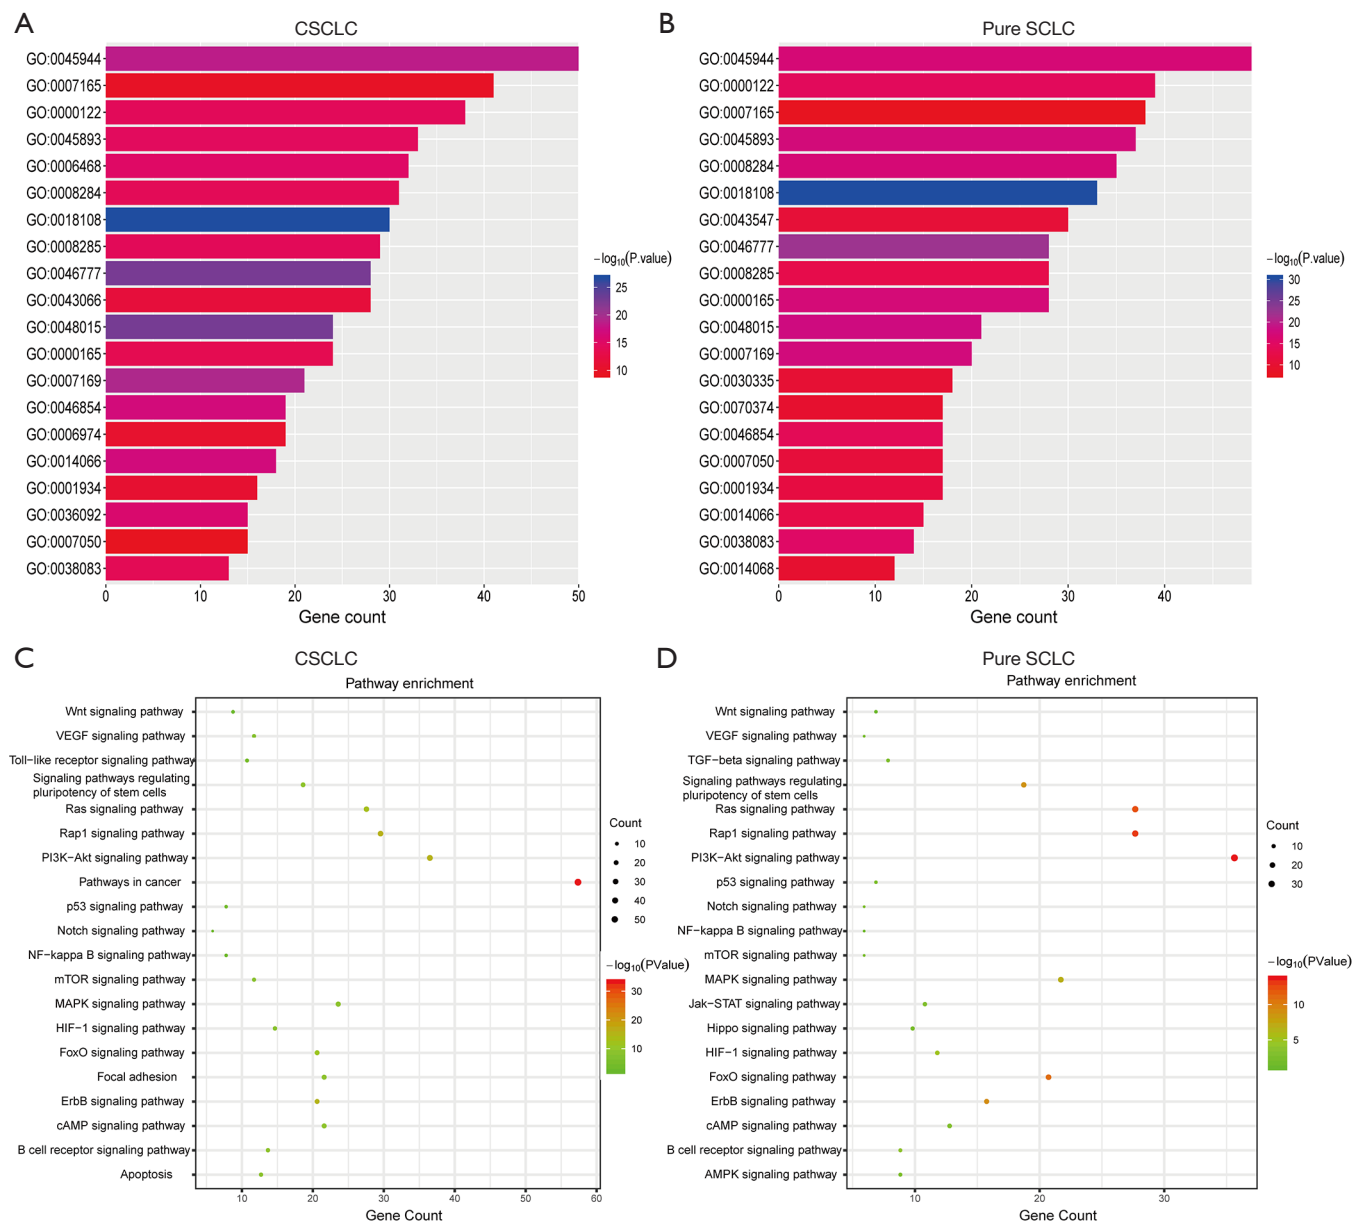 A
CSCLC
GO:0045944
GO:0007165
GO:0000122
GO:0045893
GO:0006468
GO:0008284
GO:0018108
GO:0008285
GO:0046777
GO:0043066
GO:0048015
GO:0000165
GO:0007169
GO:0046854
GO:0006974
GO:0014066
GO:0001934
GO:0036092
GO:0007050
GO:0038083
0 10 20 30 40 50
Gene count
−log10(P.value)
25
20
15
10
B
Pure SCLC
GO:0045944
GO:0000122
GO:0007165
GO:0045893
GO:0008284
GO:0018108
GO:0043547
GO:0046777
GO:0008285
GO:0000165
GO:0048015
GO:0007169
GO:0030335
GO:0070374
GO:0046854
GO:0007050
GO:0001934
GO:0014066
GO:0038083
GO:0014068
0 10 20 30 40
Gene count
−log10(P.value)
30
25
20
15
10
C
CSCLC
Pathway enrichment
Wnt signaling pathway
VEGF signaling pathway
Toll−like receptor signaling pathway
Signaling pathways regulating
pluripotency of stem cells
Ras signaling pathway
Rap1 signaling pathway
PI3K−Akt signaling pathway
Pathways in cancer
p53 signaling pathway
Notch signaling pathway
NF−kappa B signaling pathway
mTOR signaling pathway
MAPK signaling pathway
HIF−1 signaling pathway
FoxO signaling pathway
Focal adhesion
ErbB signaling pathway
cAMP signaling pathway
B cell receptor signaling pathway
Apoptosis
10 20 30 40 50 60
Gene Count
Count
10
20
30
40
50
−log10(PValue)
30
20
10
D
Pure SCLC
Pathway enrichment
Wnt signaling pathway
VEGF signaling pathway
TGF−beta signaling pathway
Signaling pathways regulating
pluripotency of stem cells
Ras signaling pathway
Rap1 signaling pathway
PI3K−Akt signaling pathway
p53 signaling pathway
Notch signaling pathway
NF−kappa B signaling pathway
mTOR signaling pathway
MAPK signaling pathway
Jak−STAT signaling pathway
Hippo signaling pathway
HIF−1 signaling pathway
FoxO signaling pathway
ErbB signaling pathway
cAMP signaling pathway
B cell receptor signaling pathway
AMPK signaling pathway
10 20 30
Gene Count
Count
10
20
30
−log10(PValue)
10
5